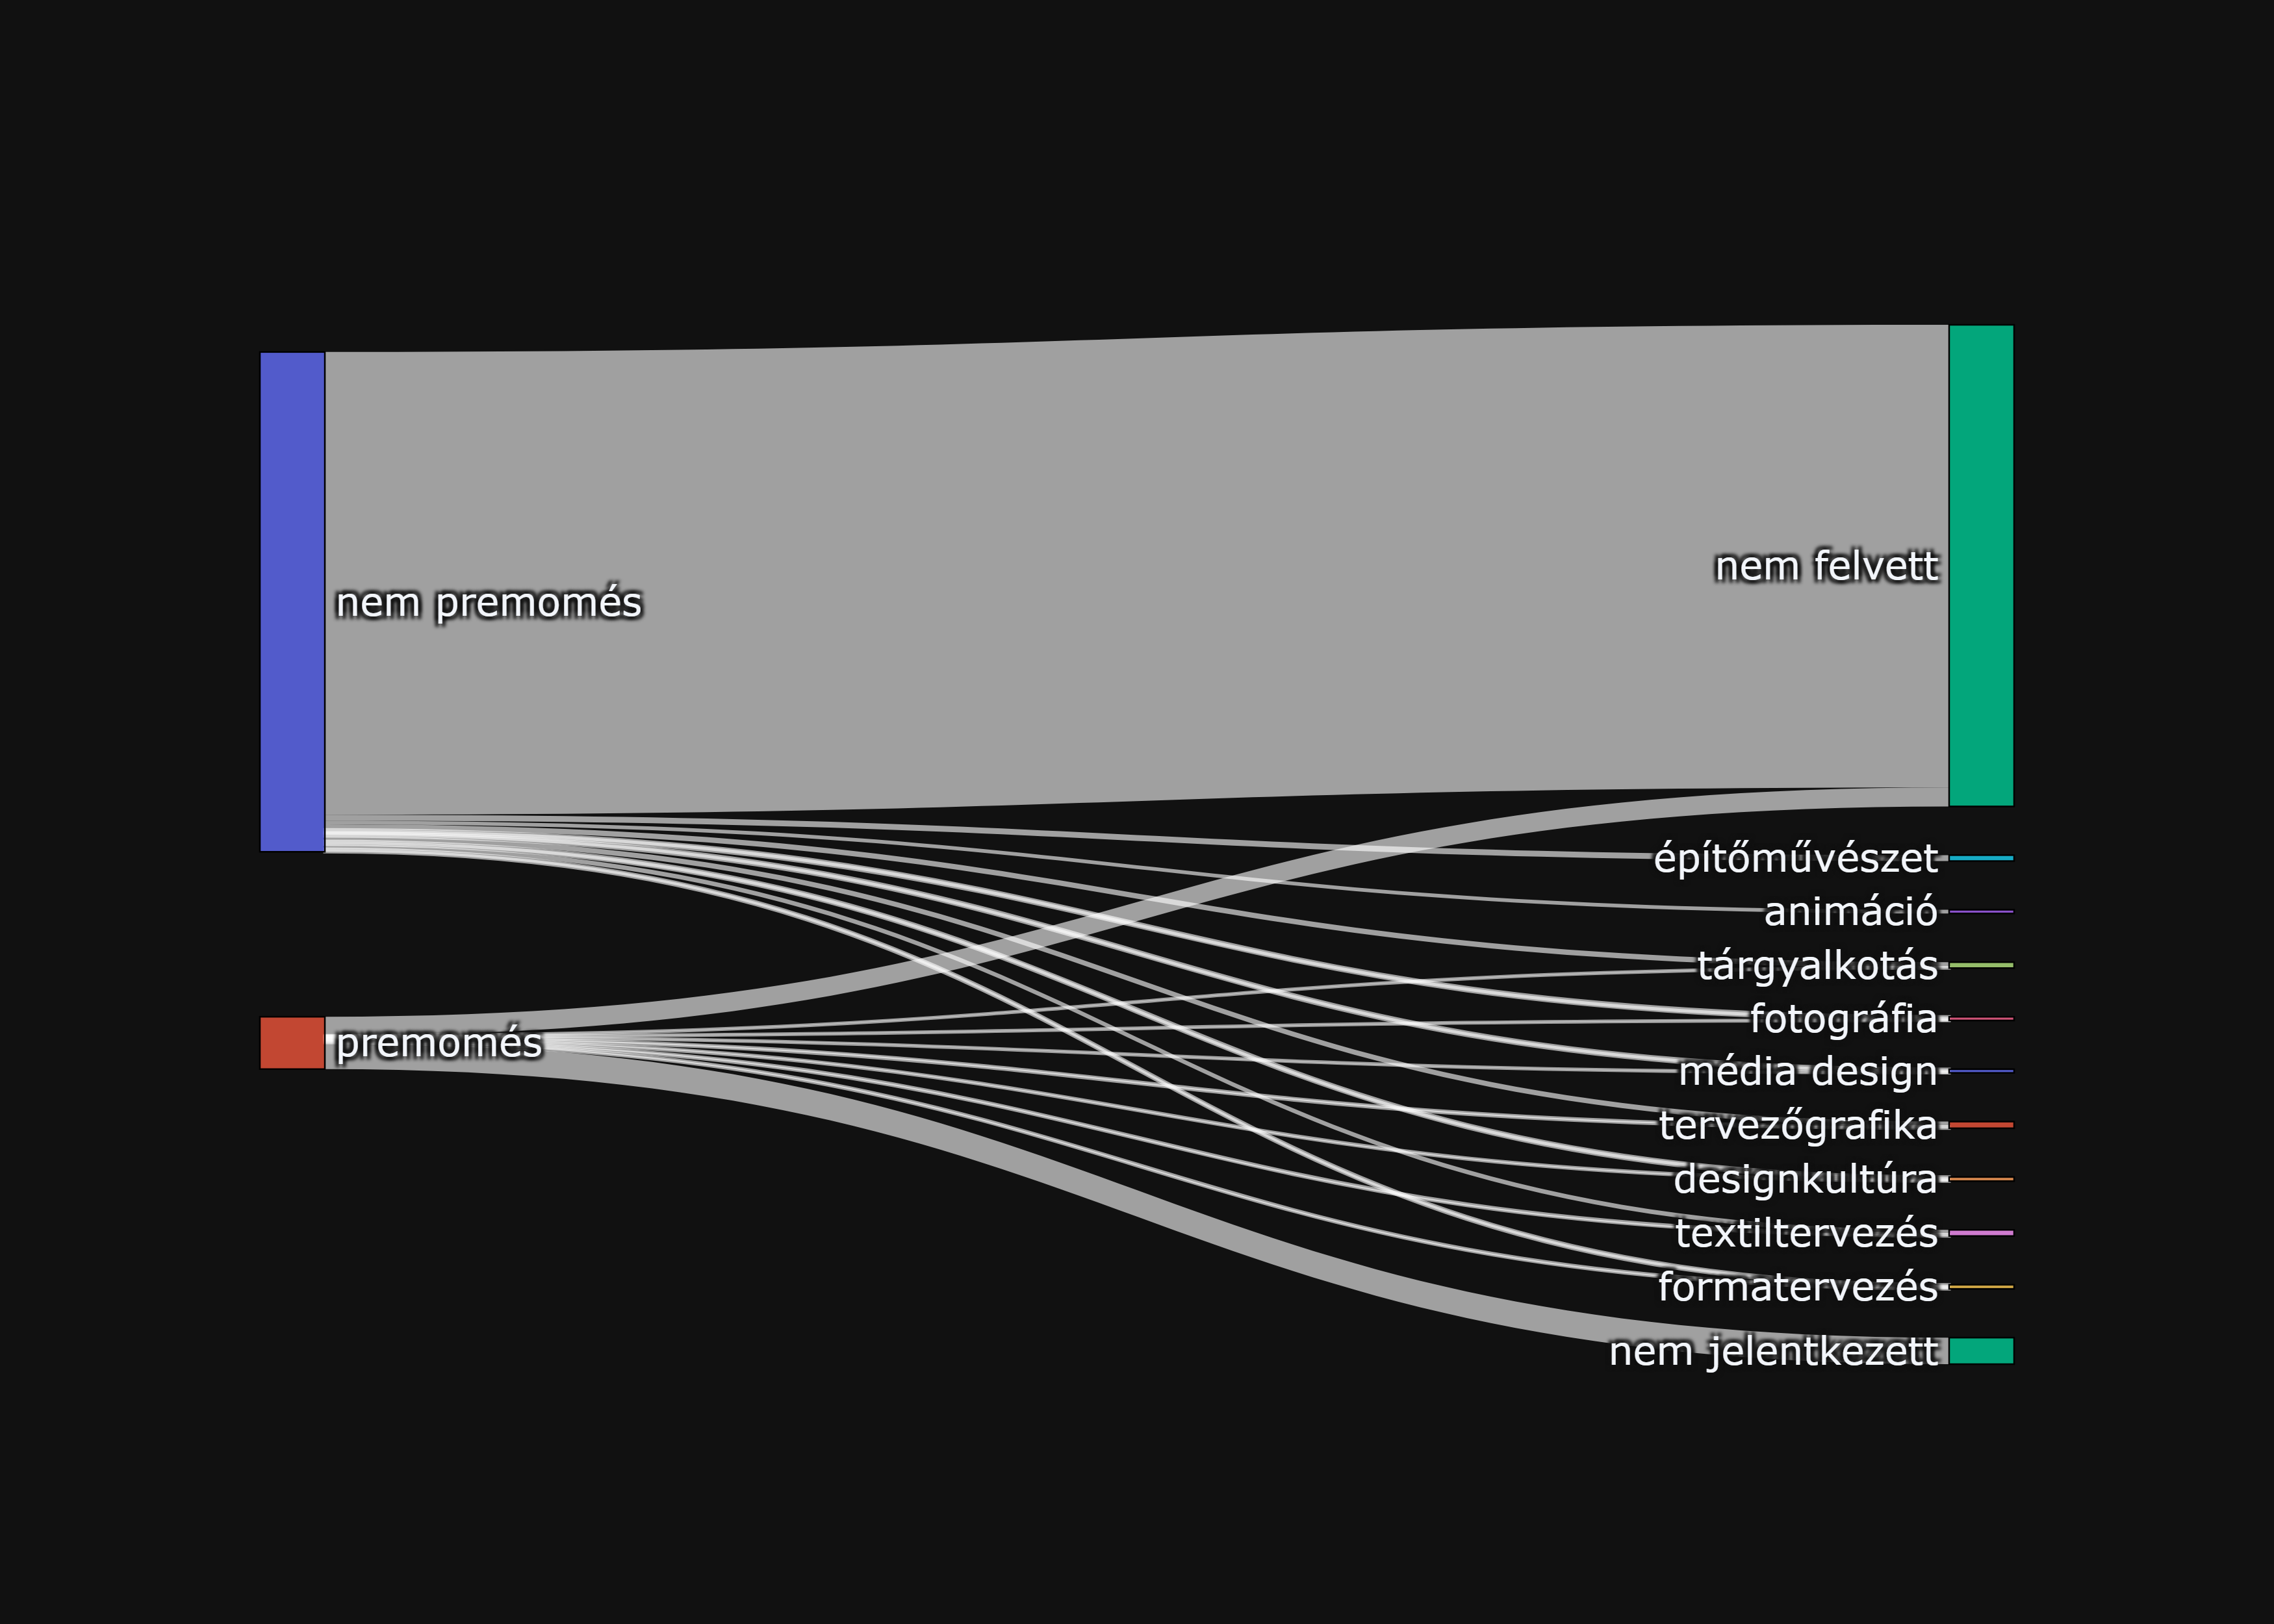 nem premomés
premomés
nem felvett
építőművészet
animáció
tárgyalkotás
fotográfia
média design
tervezőgrafika
designkultúra
textiltervezés
formatervezés
nem jelentkezett